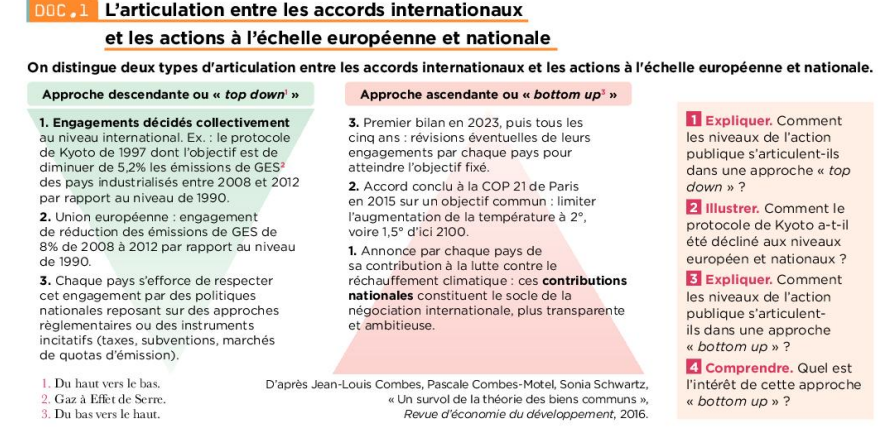 DOC.1 L'articulation entre les accords internationaux
et les actions à l'échelle européenne et nationale
On distingue deux types d'articulation entre les accords internationaux et les actions à l'échelle européenne et nationale.
Approche descendante ou « top down¹ »
1. Engagements décidés collectivement
au niveau international. Ex. : le protocole
de Kyoto de 1997 dont l'objectif est de
diminuer de 5,2% les émissions de GES²
des pays industrialisés entre 2008 et 2012
par rapport au niveau de 1990.
2. Union européenne : engagement
de réduction des émissions de GES de
8% de 2008 à 2012 par rapport au niveau
de 1990.
3. Chaque pays s'efforce de respecter
cet engagement par des politiques
nationales reposant sur des approches
règlementaires ou des instruments
incitatifs (taxes, subventions, marchés
de quotas d'émission).
Approche ascendante ou « bottom up³ »
3. Premier bilan en 2023, puis tous les
cinq ans : révisions éventuelles de leurs
engagements par chaque pays pour
atteindre l'objectif fixé.
2. Accord conclu à la COP 21 de Paris
en 2015 sur un objectif commun : limiter
l'augmentation de la température à 2°,
voire 1,5° d'ici 2100.
1. Annonce par chaque pays de
sa contribution à la lutte contre le
réchauffement climatique : ces contributions
nationales constituent le socle de la
négociation internationale, plus transparente
et ambitieuse.
1. Du haut vers le bas.
2. Gaz à Effet de Serre.
3. Du bas vers le haut.
D'après Jean-Louis Combes, Pascale Combes-Motel, Sonia Schwartz,
« Un survol de la théorie des biens communs »,
Revue d'économie du développement, 2016.
1 Expliquer. Comment
les niveaux de l'action
publique s'articulent-ils
dans une approche « top
down » ?
2 Illustrer. Comment le
protocole de Kyoto a-t-il
été décliné aux niveaux
européen et nationaux ?
3 Expliquer. Comment
les niveaux de l'action
publique s'articulent-
ils dans une approche
« bottom up » ?
4 Comprendre. Quel est
l'intérêt de cette approche
« bottom up » ?